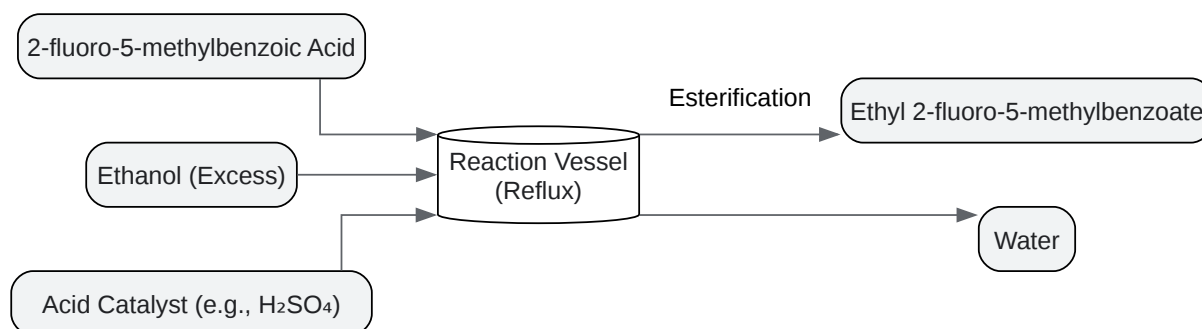 2-fluoro-5-methylbenzoic Acid
Esterification
Ethyl 2-fluoro-5-methylbenzoate
Ethanol (Excess)
Reaction Vessel
(Reflux)
Water
Acid Catalyst (e.g., H₂SO₄)